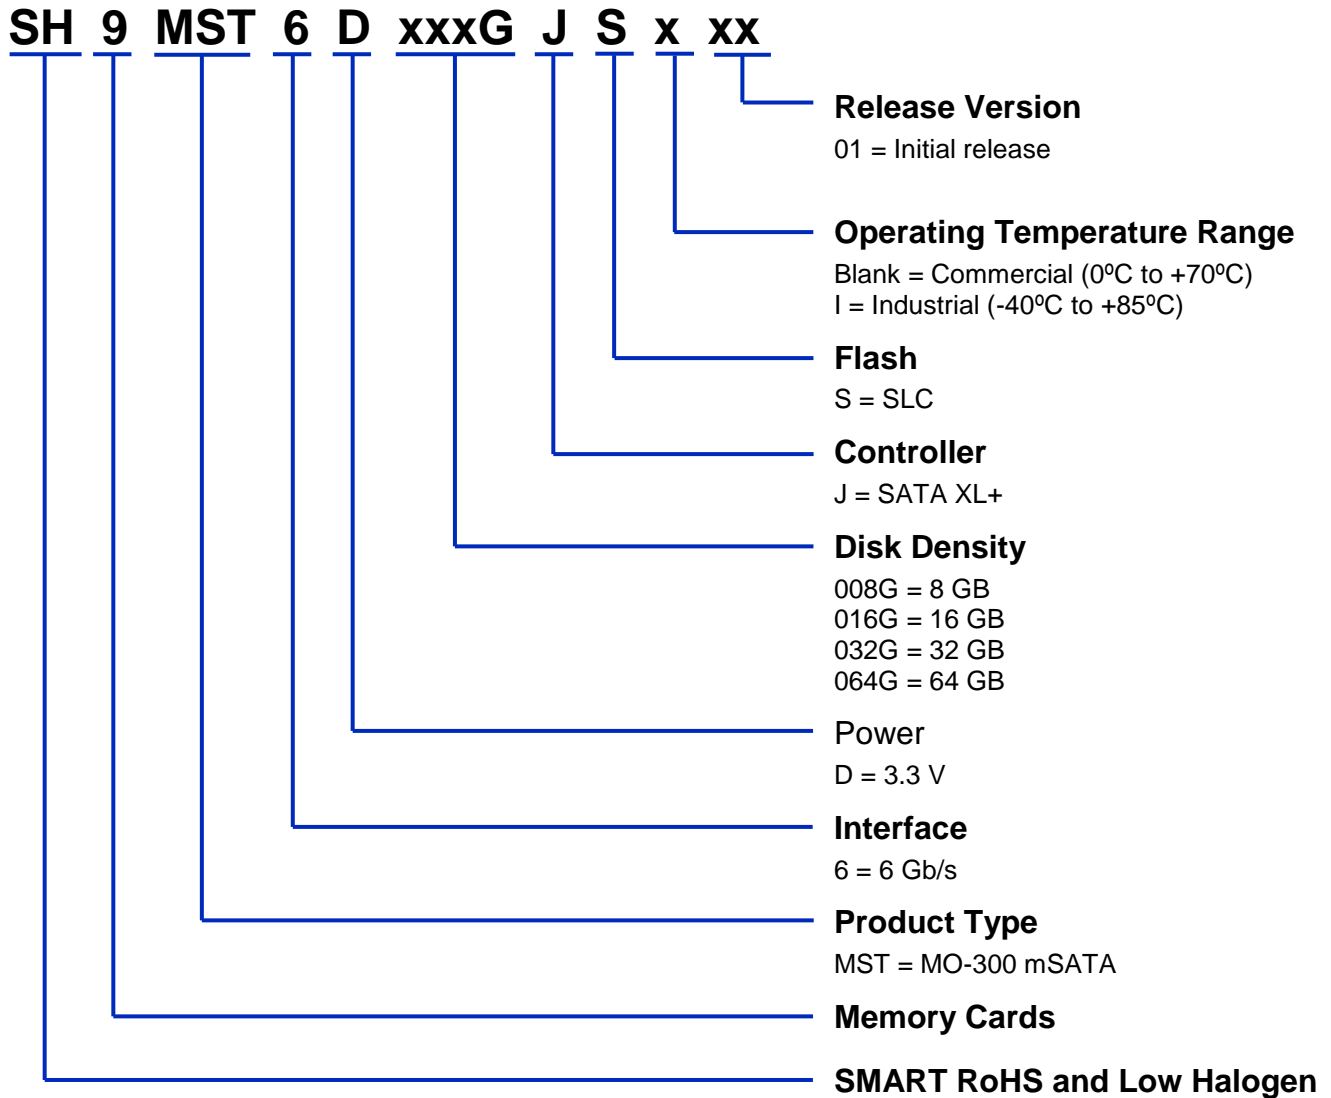 SH 9 MST 6 D xxxG J S x xx
Release Version
01 = Initial release
Operating Temperature Range
Blank = Commercial (0ºC to +70ºC)
I = Industrial (-40ºC to +85ºC)
Flash
S = SLC
Controller
J = SATA XL+
Disk Density
008G = 8 GB
016G = 16 GB
032G = 32 GB
064G = 64 GB
Power
D = 3.3 V
Interface
6 = 6 Gb/s
Product Type
MST = MO-300 mSATA
Memory Cards
SMART RoHS and Low Halogen